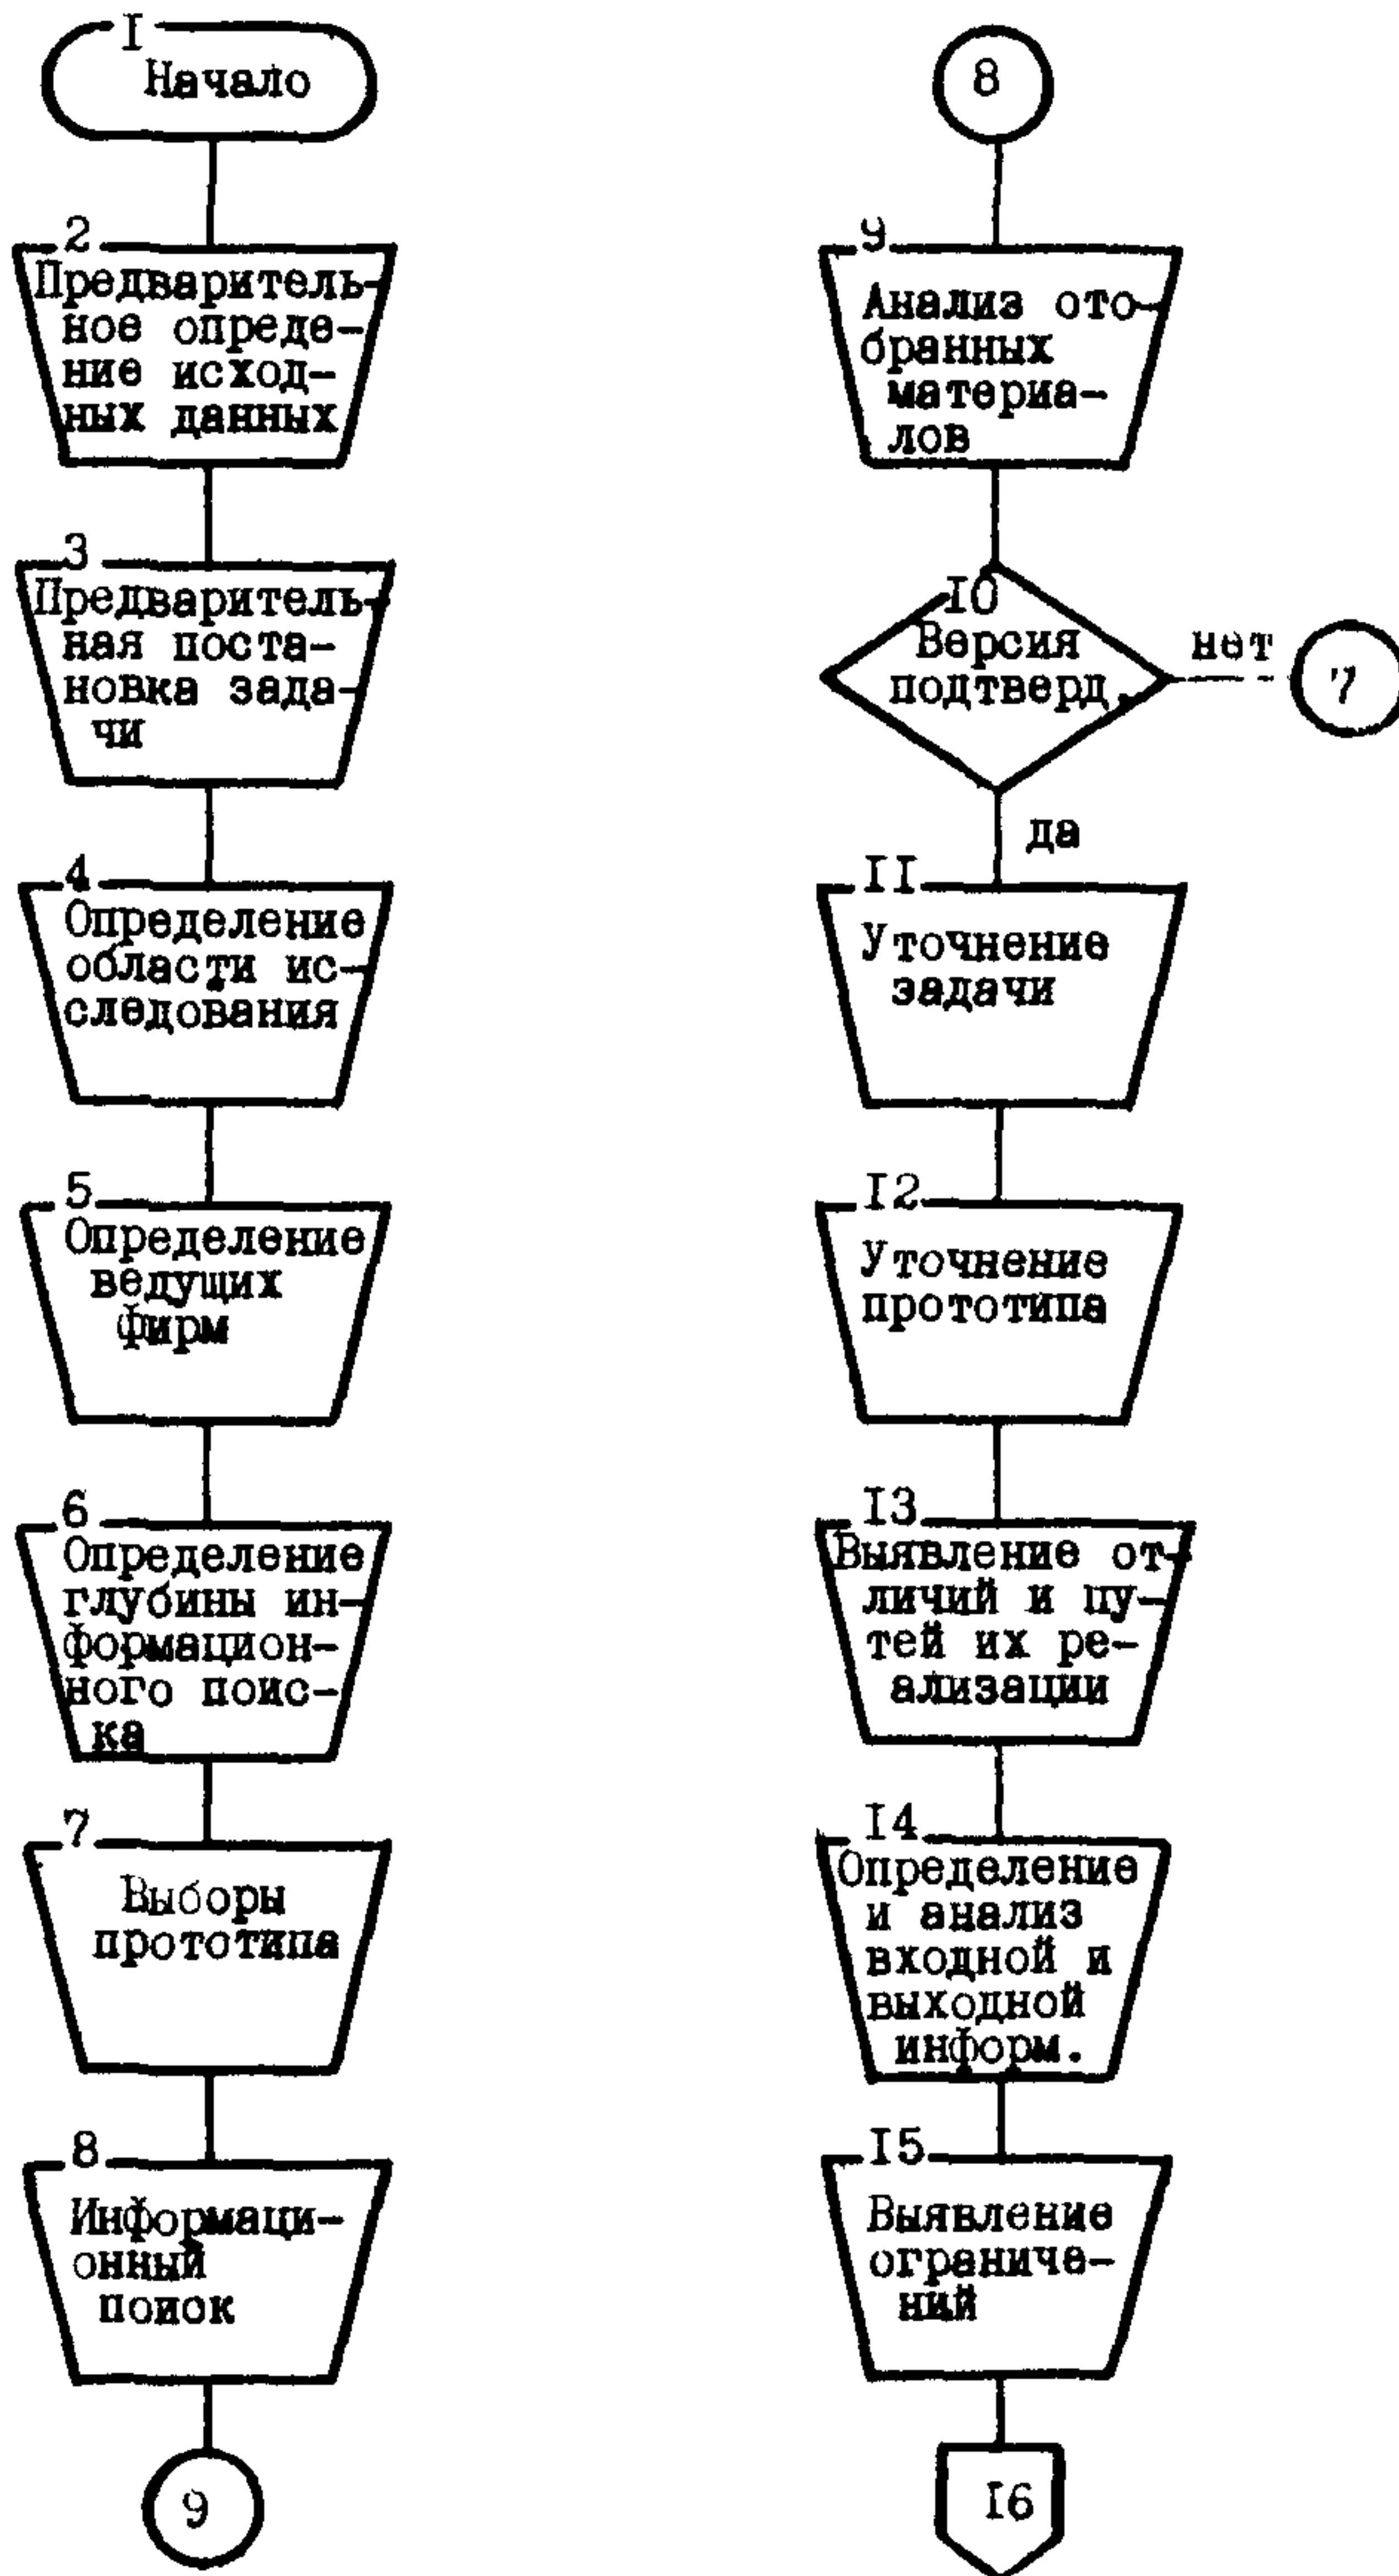 I
Начало
2
Предваритель-
ное опреде-
ние исход-
ных данных
3
Предваритель-
ная поста-
новка зада-
чи
4
Определение
области ис-
следования
5
Определение
ведущих
фирм
6
Определение
глубины ин-
формацион-
ного поис-
ка
7
Выборы
прототипа
8
Информаци-
онный
поиск
9
8
9
Анализ ото-
бранных
материа-
лов
IO
Версия
подтверд.
нет
7
да
II
Уточнение
задачи
I2
Уточнение
прототипа
I3
Выявление от-
личий и пу-
тей их ре-
ализации
I4
Определение
и анализ
входной и
выходной
информ.
I5
Выявление
ограниче-
ний
I6